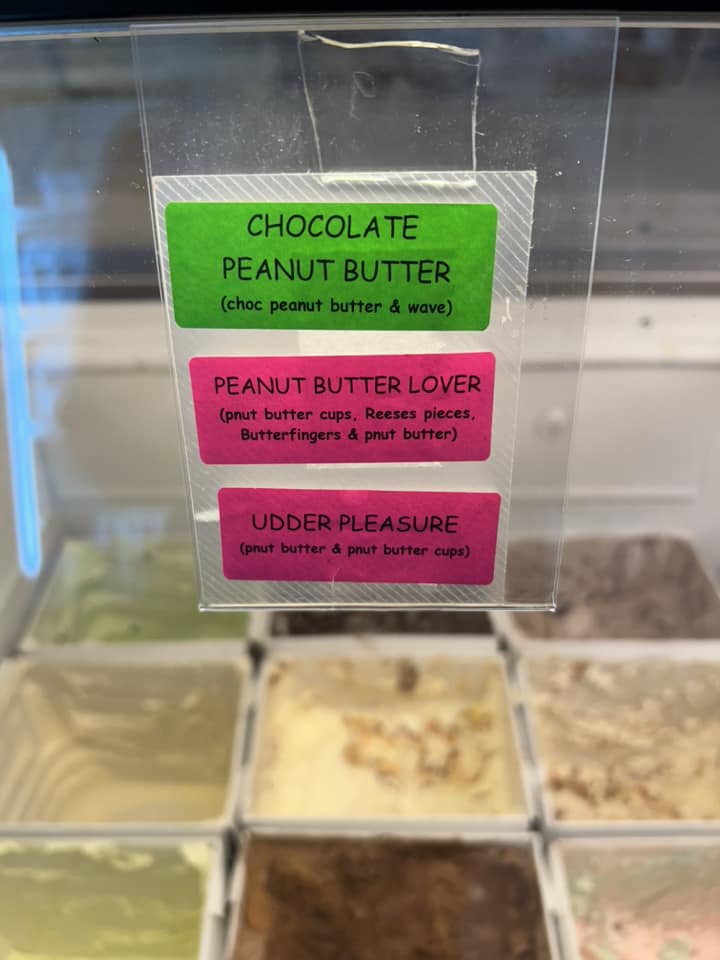 CHOCOLATE
PEANUT BUTTER
(choc peanut butter & wave)
PEANUT BUTTER LOVER
(pnut butter cups, Reeses pieces,
Butterfingers & pnut butter)
UDDER PLEASURE
(pnut butter & pnut butter cups)